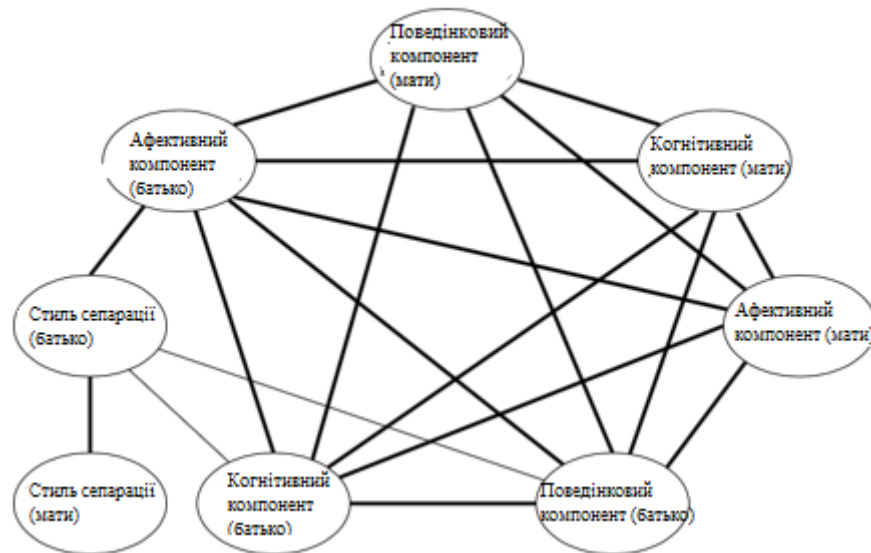 Поведінковий
компонент
(мати)
Афективний
компонент
(батько)
Когнітивний
компонент (мати)
Стиль сепарації
(батько)
Афективний
компонент (мати)
Стиль сепарації
(мати)
Когнітивний
компонент
(батько)
Поведінковий
компонент (батько)